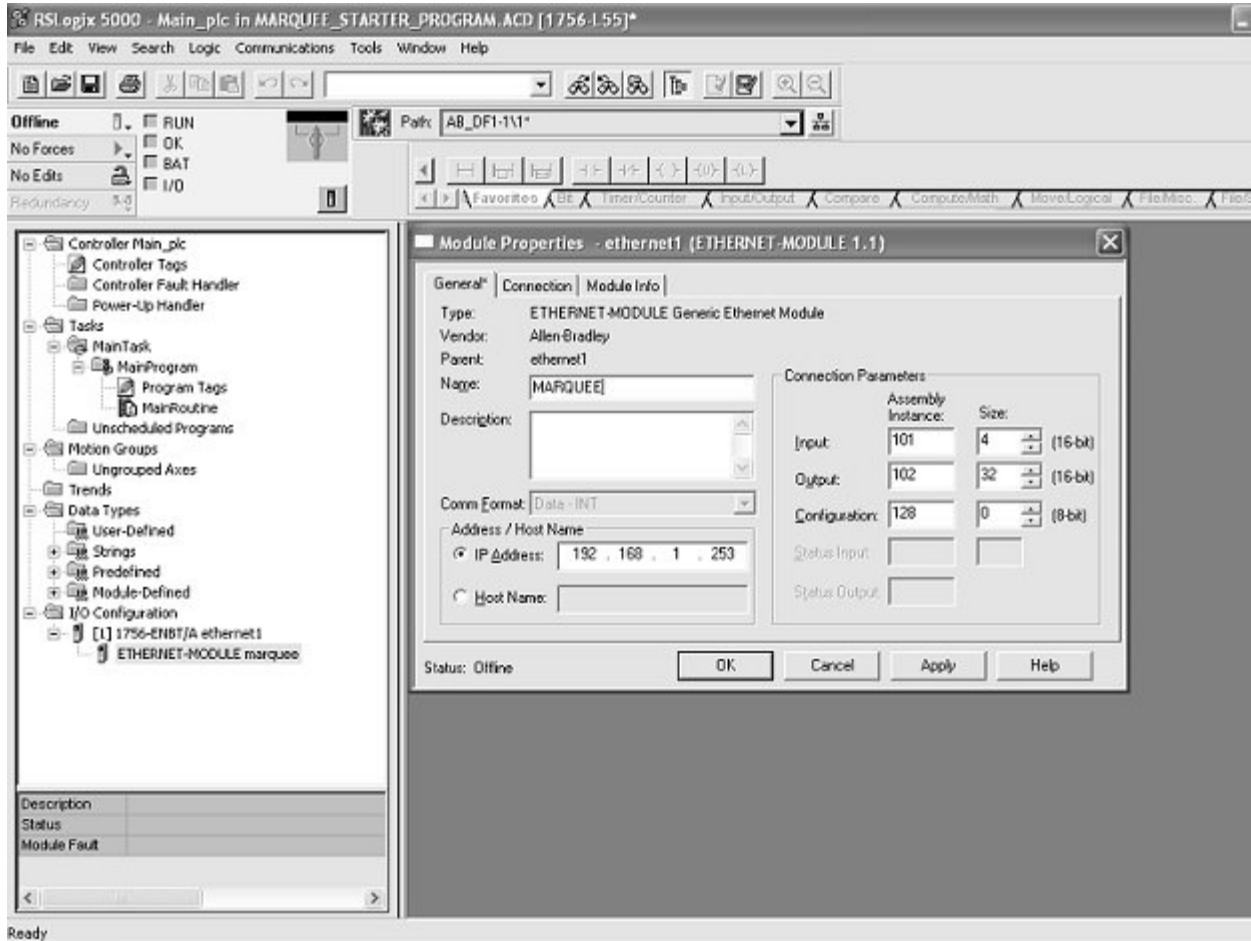 RSLogix 5000 - Main_plc in MARQUEE_STARTER_PROGRAM.ACD [1756-L55]*
File Edit View Search Logic Communications Tools Window Help
Offline
RUN
No Forces
OK
No Edits
BAT
Redundancy
I/O
Path: AB_DF1-1\1*
Favorites Bit Timer/Counter Input/Output Compare Compute/Math Move/Logical File/Misc.
Controller Main_plc
Controller Tags
Controller Fault Handler
Power-Up Handler
Tasks
MainTask
MainProgram
Program Tags
MainRoutine
Unscheduled Programs
Motion Groups
Ungrouped Axes
Trends
Data Types
User-Defined
Strings
Predefined
Module-Defined
I/O Configuration
[1] 1756-ENBT/A ethernet1
ETHERNET-MODULE marquee
Description
Status
Module Fault
Module Properties - ethernet1 (ETHERNET-MODULE 1.1)
General* Connection Module Info
Type: ETHERNET-MODULE Generic Ethernet Module
Vendor: Allen-Bradley
Parent: ethernet1
Name: MARQUEE
Description:
Comm Format: Data - INT
Address / Host Name
IP Address: 192 . 168 . 1 . 253
Host Name:
Connection Parameters
Assembly
Instance: Size:
Input: 101 4 (16-bit)
Output: 102 32 (16-bit)
Configuration: 128 0 (8-bit)
Status Input:
Status Output:
Status: Offline
OK Cancel Apply Help
Ready